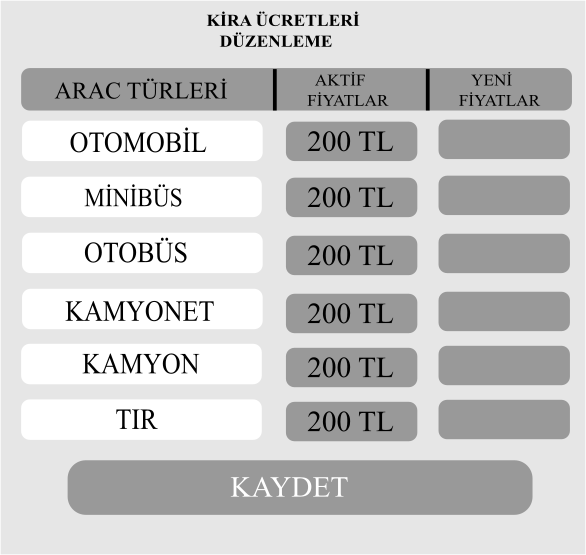 KİRA ÜCRETLERİ
DÜZENLEME
ARAC TÜRLERİ
AKTİF
FİYATLAR
YENİ
FİYATLAR
OTOMOBİL 200 TL
MİNİBÜS 200 TL
OTOBÜS 200 TL
KAMYONET 200 TL
KAMYON 200 TL
TIR 200 TL
KAYDET